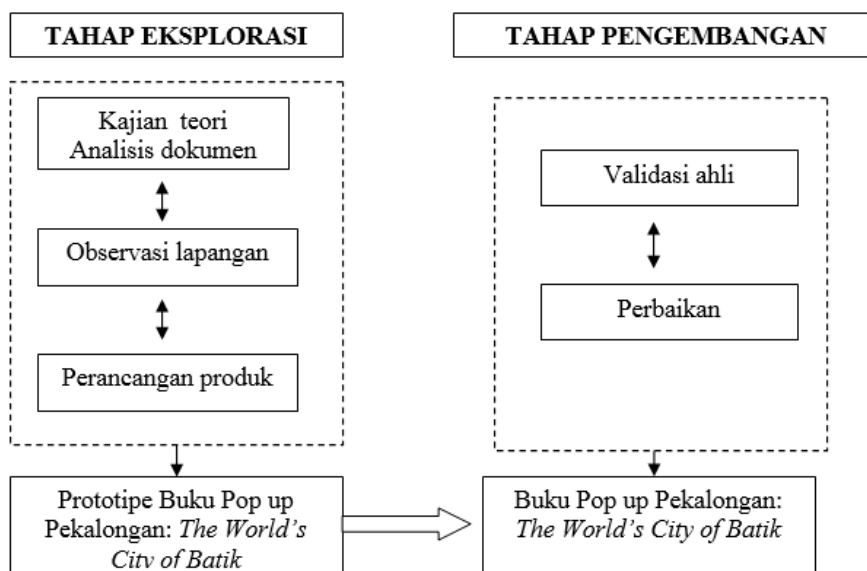 TAHAP EKSPLORASI
Kajian teori
Analisis dokumen
Observasi lapangan
Perancangan produk
Prototipe Buku Pop up
Pekalongan: The World's
City of Batik
TAHAP PENGEMBANGAN
Validasi ahli
Perbaikan
Buku Pop up Pekalongan:
The World's City of Batik